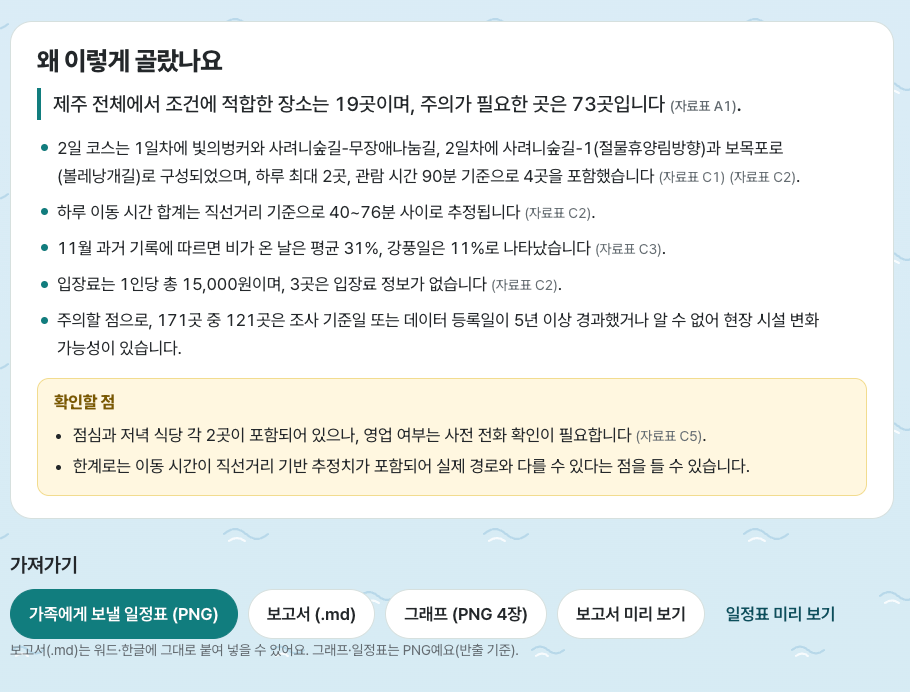 왜 이렇게 골랐나요
제주 전체에서 조건에 적합한 장소는 19곳이며, 주의가 필요한 곳은 73곳입니다 (자료표 A1).
• 2일 코스는 1일차에 빛의벙커와 사려니숲길-무장애나눔길, 2일차에 사려니숲길-1(절물휴양림방향)과 보목포로
(볼레낭개길)로 구성되었으며, 하루 최대 2곳, 관람 시간 90분 기준으로 4곳을 포함했습니다 (자료표 C1) (자료표 C2).
• 하루 이동 시간 합계는 직선거리 기준으로 40~76분 사이로 추정됩니다 (자료표 C2).
• 11월 과거 기록에 따르면 비가 온 날은 평균 31%, 강풍일은 11%로 나타났습니다 (자료표 C3).
• 입장료는 1인당 총 15,000원이며, 3곳은 입장료 정보가 없습니다 (자료표 C2).
• 주의할 점으로, 171곳 중 121곳은 조사 기준일 또는 데이터 등록일이 5년 이상 경과했거나 알 수 없어 현장 시설 변화
가능성이 있습니다.
확인할 점
• 점심과 저녁 식당 각 2곳이 포함되어 있으나, 영업 여부는 사전 전화 확인이 필요합니다 (자료표 C5).
• 한계로는 이동 시간이 직선거리 기반 추정치가 포함되어 실제 경로와 다를 수 있다는 점을 들 수 있습니다.
가져가기
가족에게 보낼 일정표 (PNG)
보고서 (.md)
그래프 (PNG 4장)
보고서 미리 보기
일정표 미리 보기
보고서(.md)는 워드·한글에 그대로 붙여 넣을 수 있어요. 그래프·일정표는 PNG예요(반출 기준).